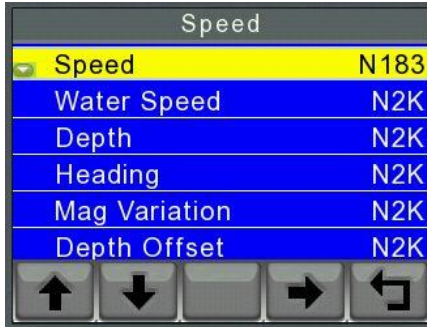 Speed
Speed N183
Water Speed N2K
Depth N2K
Heading N2K
Mag Variation N2K
Depth Offset N2K